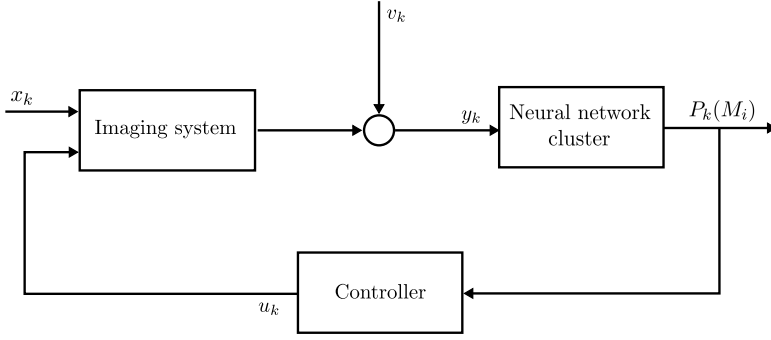 v_k
x_k
Imaging system
y_k
Neural network
cluster
P_k(M_i)
Controller
u_k